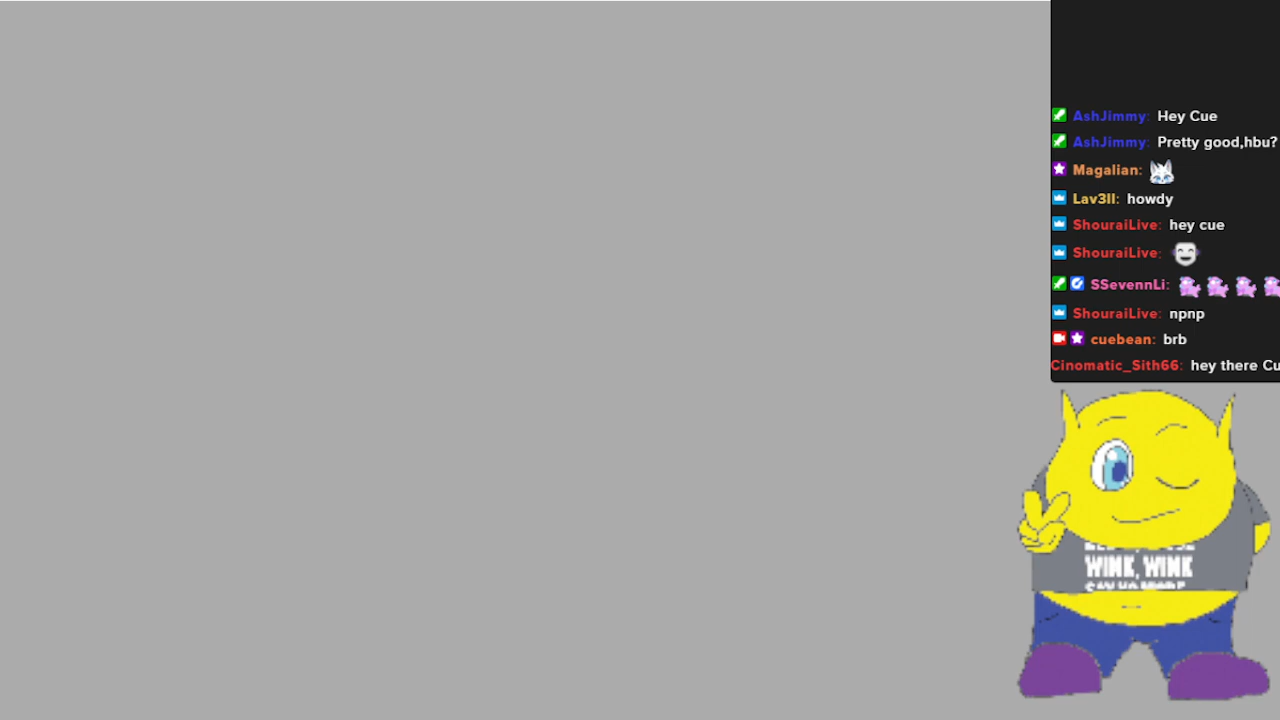 AshJimmy: Hey Cue
AshJimmy: Pretty good,hbu?
Magalian:
Lav3ll: howdy
ShouraiLive: hey cue
ShouraiLive:
SSevennLi:
ShouraiLive: npnp
cuebean: brb
Cinomatic_Sith66: hey there Cu
WINK, WINK